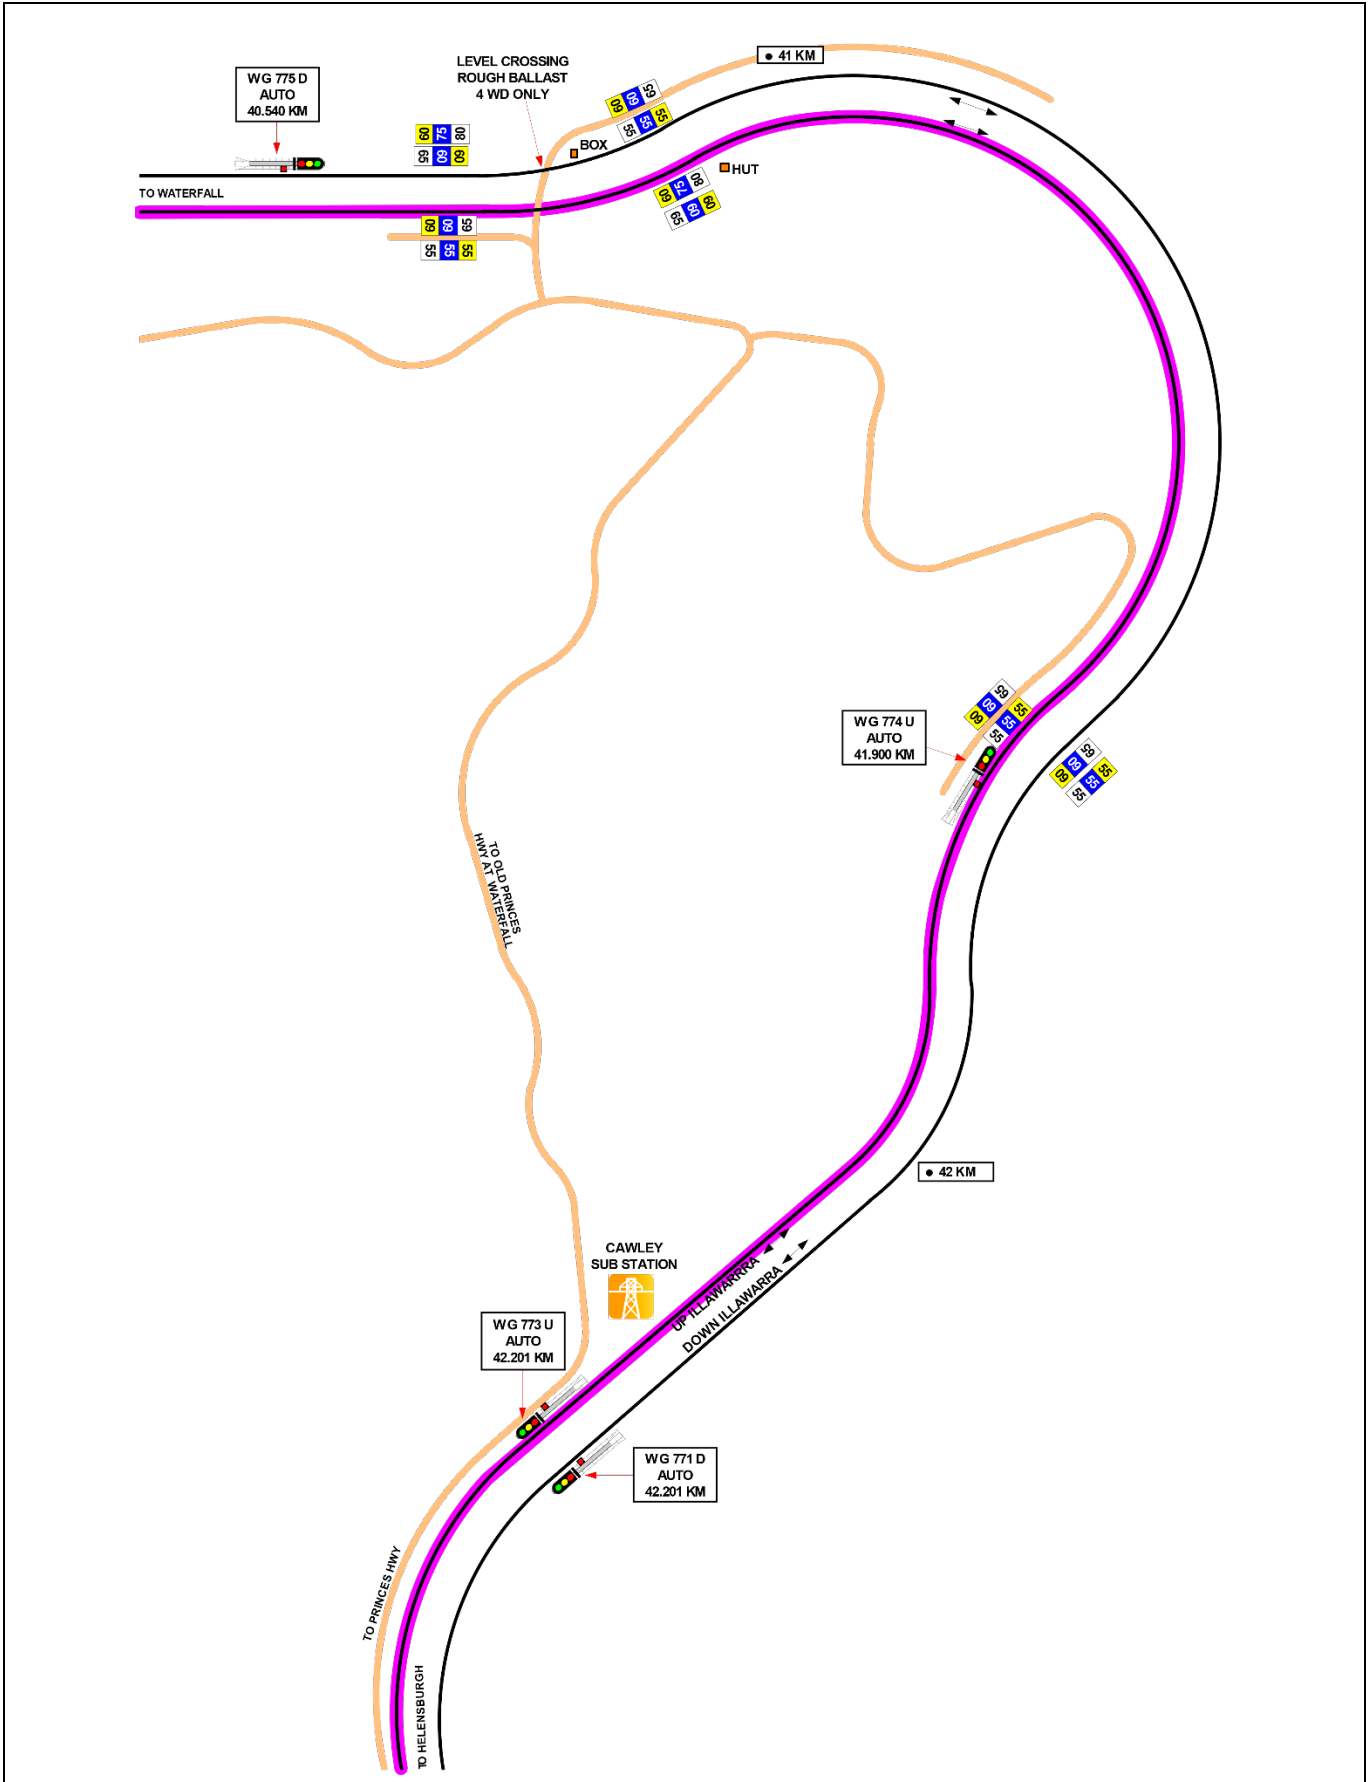 41 KM
LEVEL CROSSING
ROUGH BALLAST
4 WD ONLY
WG 775 D
AUTO
40.540 KM
60 75 80
65 60 60
60 60 65
55 55 55
BOX
HUT
TO WATERFALL
60 75 80
65 60 60
60 60 65
55 55 55
60 60 65
55 55 55
WG 774 U
AUTO
41.900 KM
60 60 65
55 55 55
TO OLD PRINCES
HWY AT WATERFALL
42 KM
CAWLEY
SUB STATION
UP ILLAWARRRA
DOWN ILLAWARRA
WG 773 U
AUTO
42.201 KM
WG 771 D
AUTO
42.201 KM
TO PRINCES HWY
TO HELENSBURGH